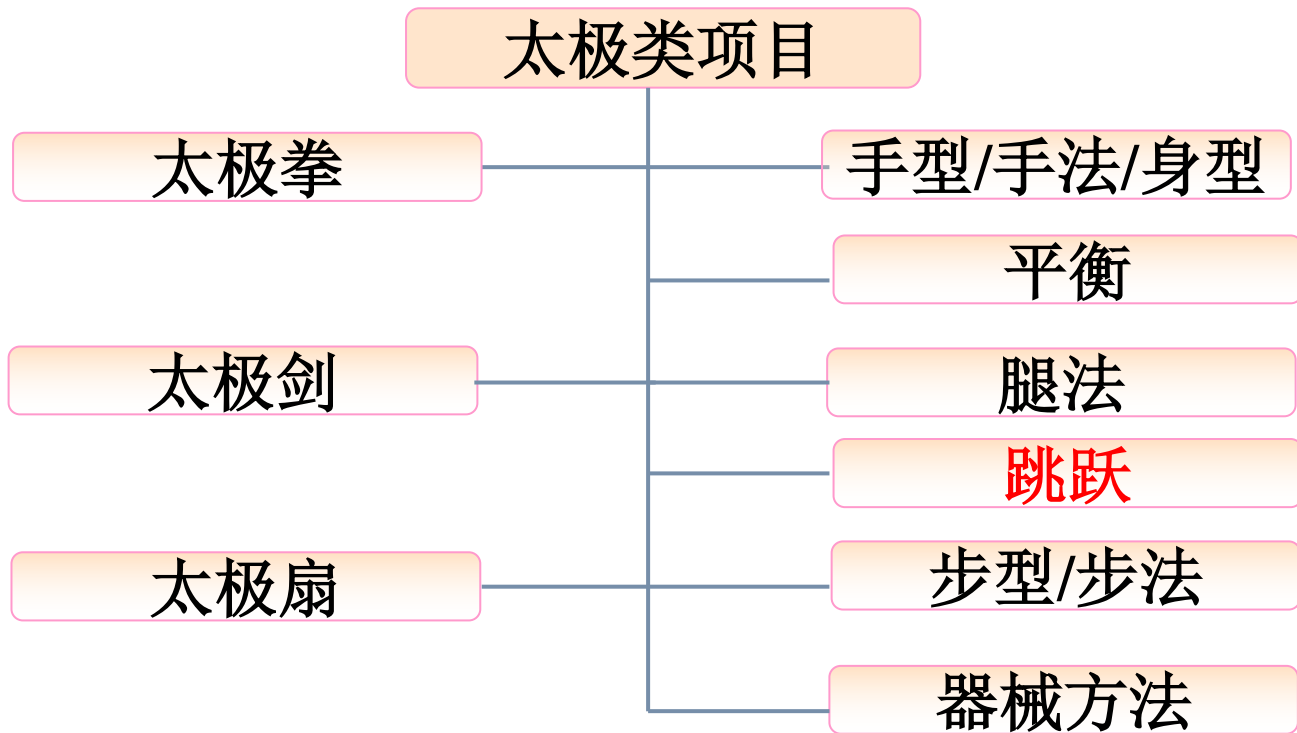 太极类项目
太极拳
手型/手法/身型
平衡
太极剑
腿法
跳跃
太极扇
步型/步法
器械方法